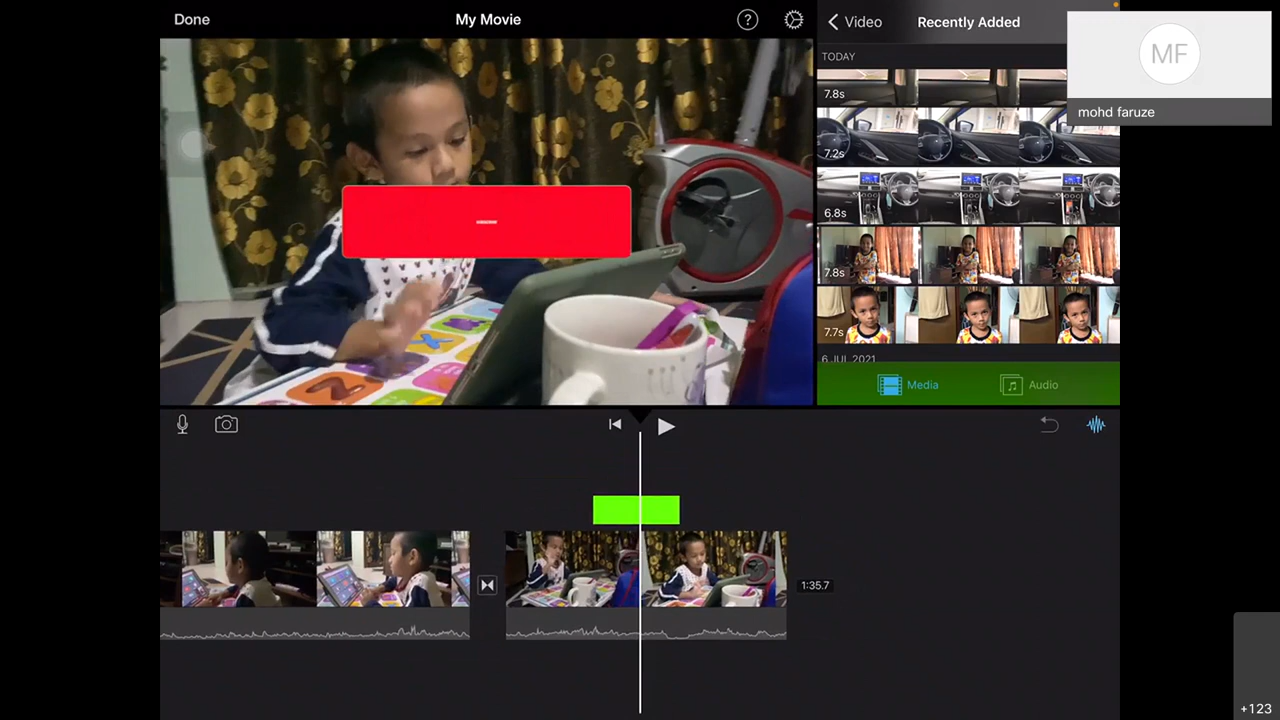 Done
My Movie
?
Video
Recently Added
TODAY
7.8s
7.2s
6.8s
7.8s
7.7s
6 JUL 2021
Media
Audio
MF
mohd faruze
1:35.7
+123